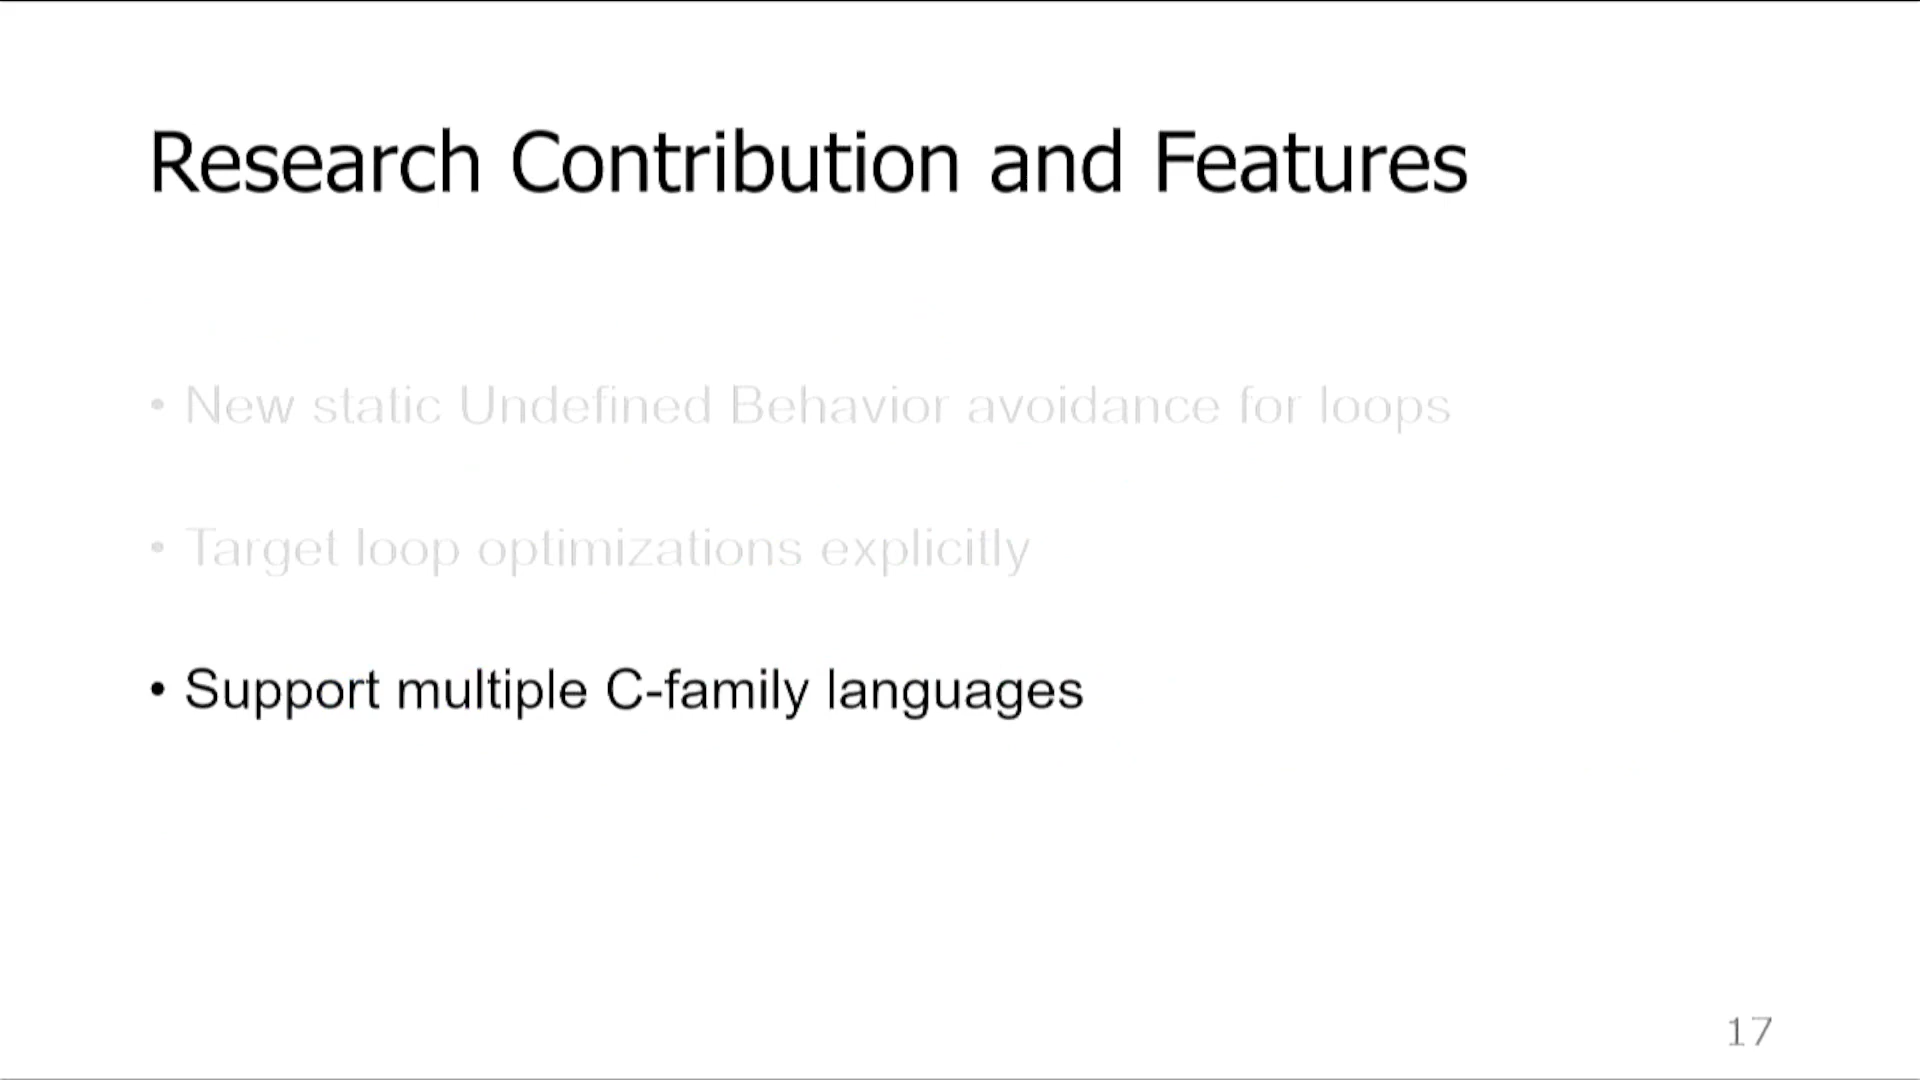 Research Contribution and Features
• New static Undefined Behavior avoidance for loops
• Target loop optimizations explicitly
• Support multiple C-family languages
17